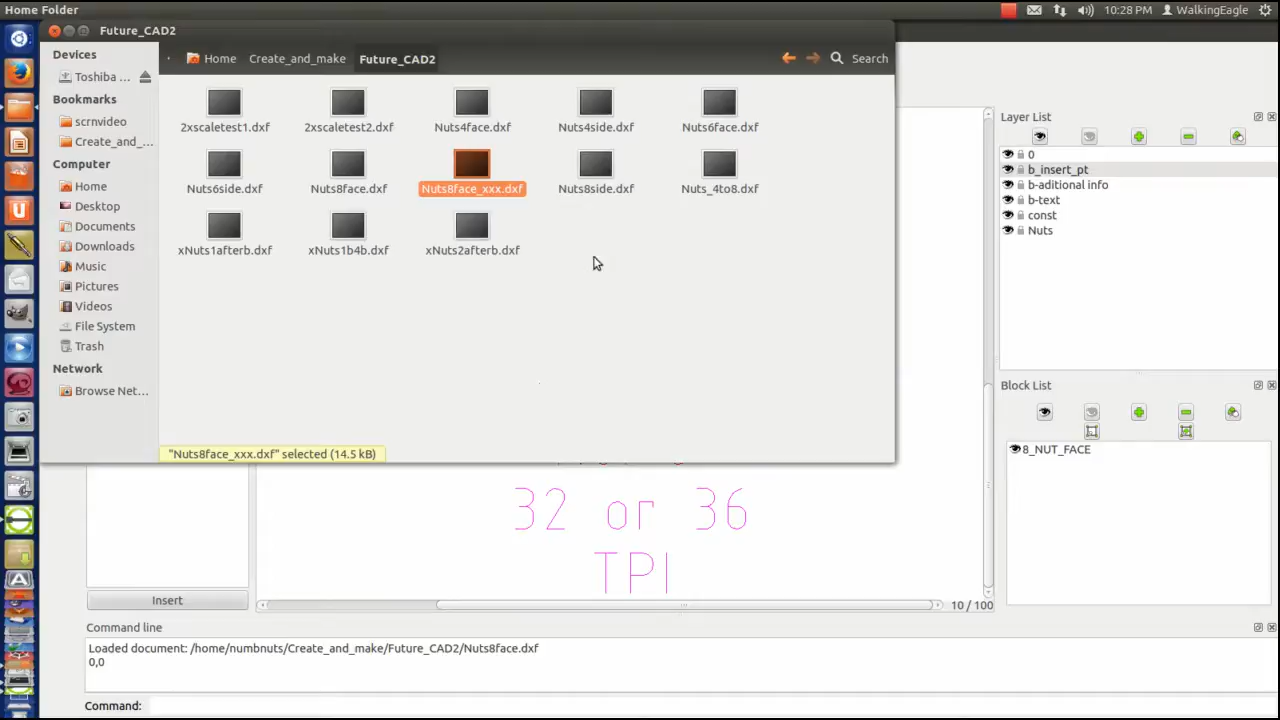 Home Folder
10:28 PM
WalkingEagle
Future_CAD2
Home
Create_and_make
Future_CAD2
Search
Devices
Toshiba ...
Bookmarks
scrnvideo
Create_and_...
Computer
Home
Desktop
Documents
Downloads
Music
Pictures
Videos
File System
Trash
Network
Browse Net...
2xscaletest1.dxf
2xscaletest2.dxf
Nuts4face.dxf
Nuts4side.dxf
Nuts6face.dxf
Nuts6side.dxf
Nuts8face.dxf
Nuts8face_xxx.dxf
Nuts8side.dxf
Nuts_4to8.dxf
xNuts1afterb.dxf
xNuts1b4b.dxf
xNuts2afterb.dxf
"Nuts8face_xxx.dxf" selected (14.5 kB)
Layer List
0
b_insert_pt
b-aditional info
b-text
const
Nuts
Block List
8_NUT_FACE
32 or 36
TPI
Insert
10 / 100
Command line
Loaded document: /home/numbnuts/Create_and_make/Future_CAD2/Nuts8face.dxf
0,0
Command: